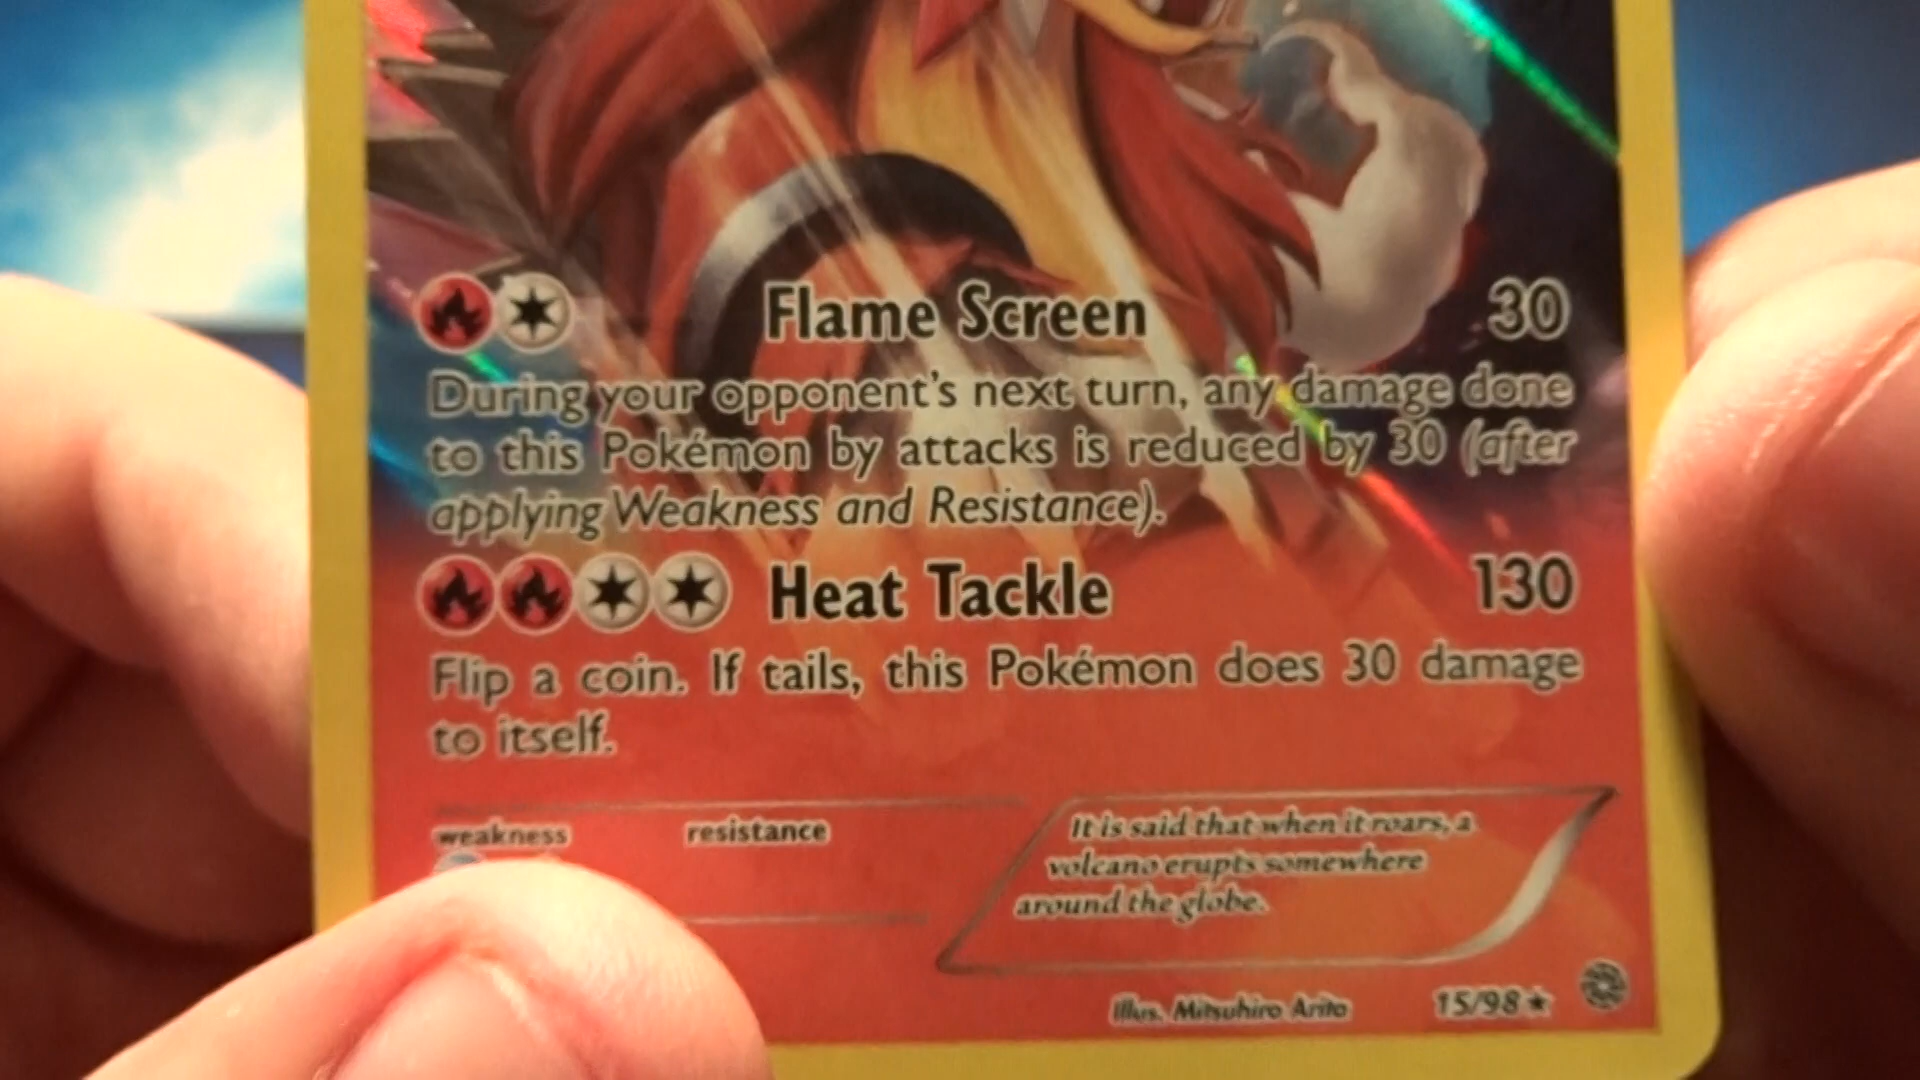 Flame Screen 30
During your opponent's next turn, any damage done
to this Pokémon by attacks is reduced by 30 (after
applying Weakness and Resistance).
Heat Tackle 130
Flip a coin. If tails, this Pokémon does 30 damage
to itself.
weakness resistance
It is said that when it roars, a
volcano erupts somewhere
around the globe.
Illus. Mitsuhiro Arita 15/98 ★